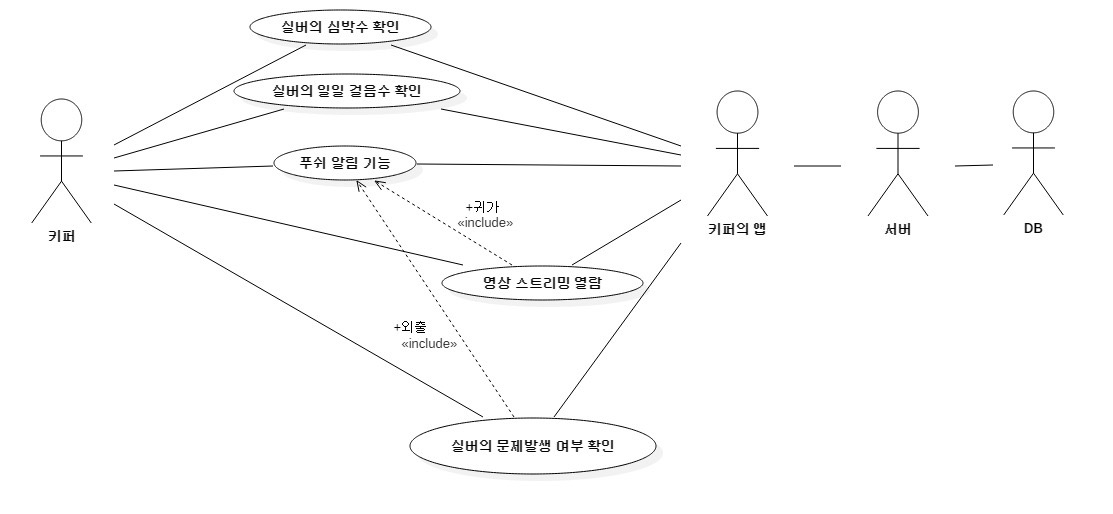 실버의 심박수 확인
실버의 일일 걸음수 확인
푸쉬 알림 기능
+귀가
«include»
키퍼
키퍼의 앱
서버
DB
영상 스트리밍 열람
+외출
«include»
실버의 문제발생 여부 확인